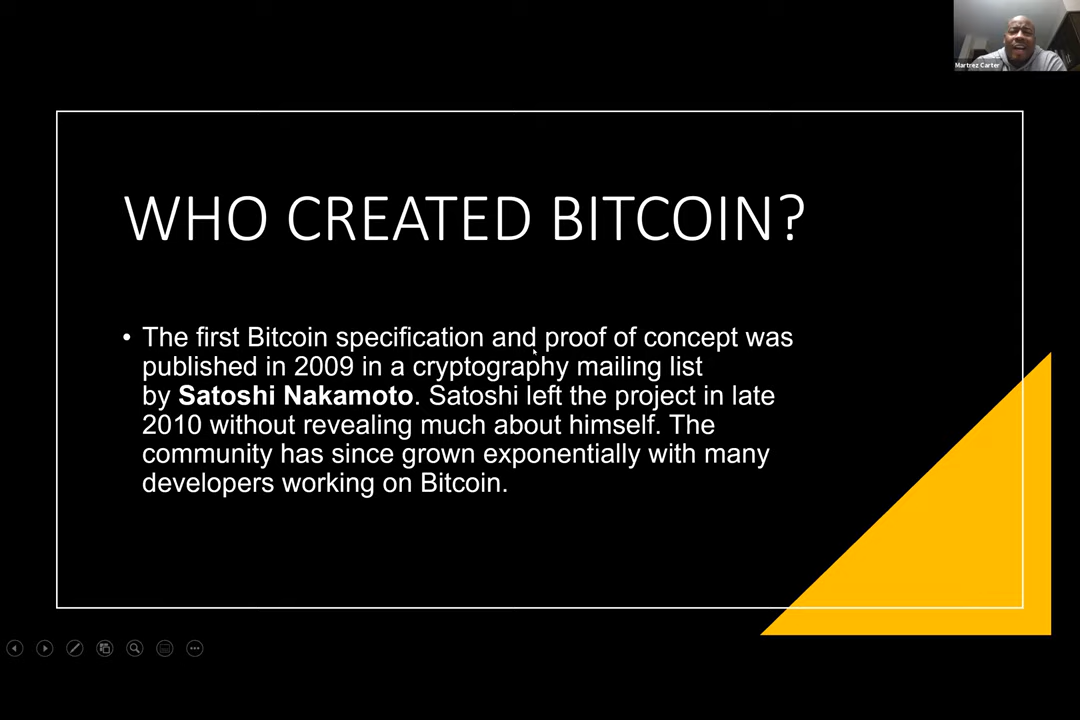 Martrez Carter
WHO CREATED BITCOIN?
• The first Bitcoin specification and proof of concept was
published in 2009 in a cryptography mailing list
by Satoshi Nakamoto. Satoshi left the project in late
2010 without revealing much about himself. The
community has since grown exponentially with many
developers working on Bitcoin.